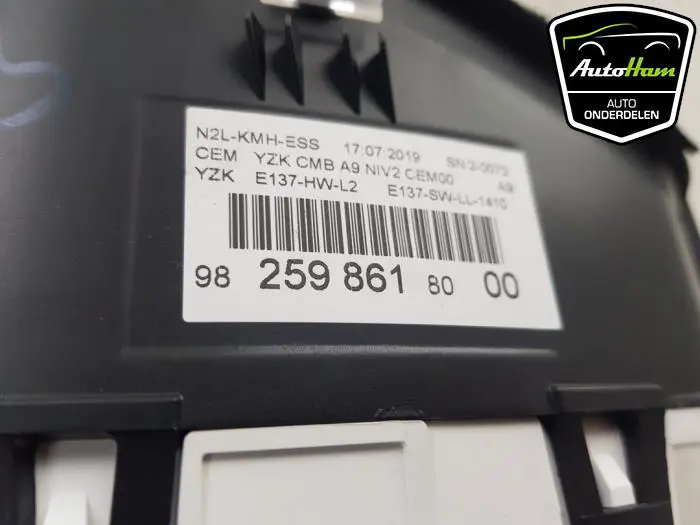 AutoHam
AUTO
ONDERDELEN
N2L-KMH-ESS 17:07:2019 SN:2-0073
CEM YZK CMB A9 NIV2 CEM00 A9
YZK E137-HW-L2 E137-SW-LL-1410
98 259 861 80 00